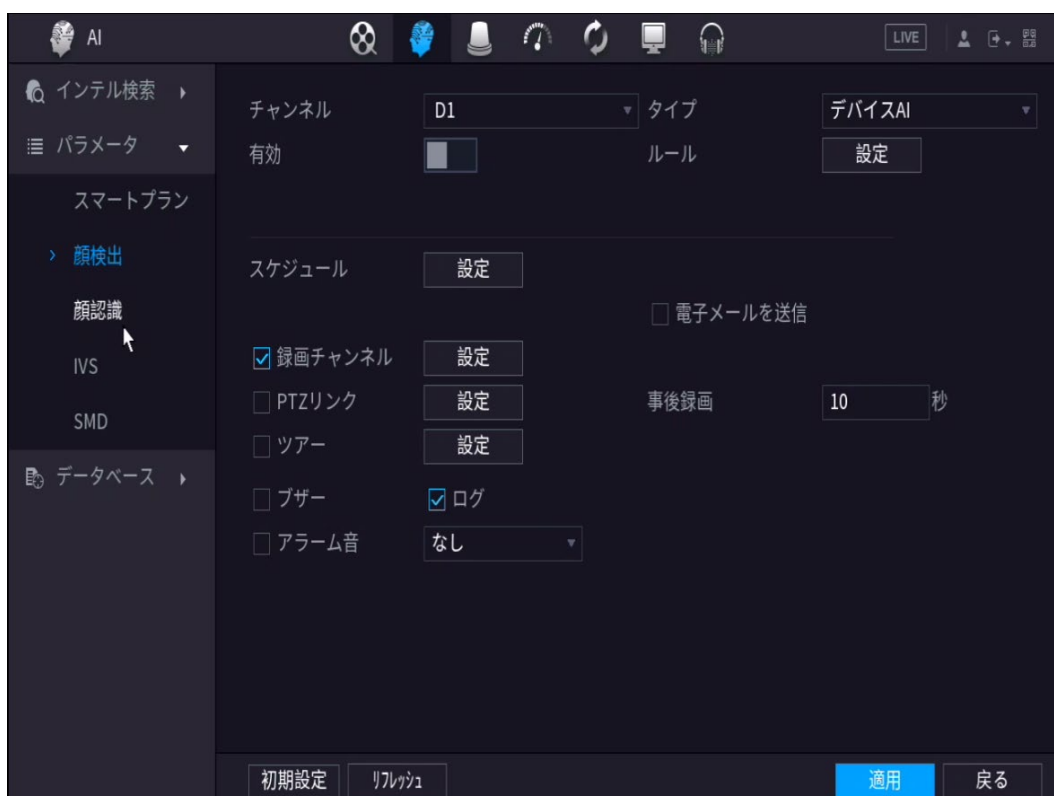 AI
LIVE
インテル検索
パラメータ
スマートプラン
顔検出
顔認識
IVS
SMD
データベース
チャンネル D1 タイプ デバイスAI
有効 ルール 設定
スケジュール 設定
電子メールを送信
録画チャンネル 設定
PTZリンク 設定 事後録画 10 秒
ツアー 設定
ブザー ログ
アラーム音 なし
初期設定 リフレッシュ 適用 戻る